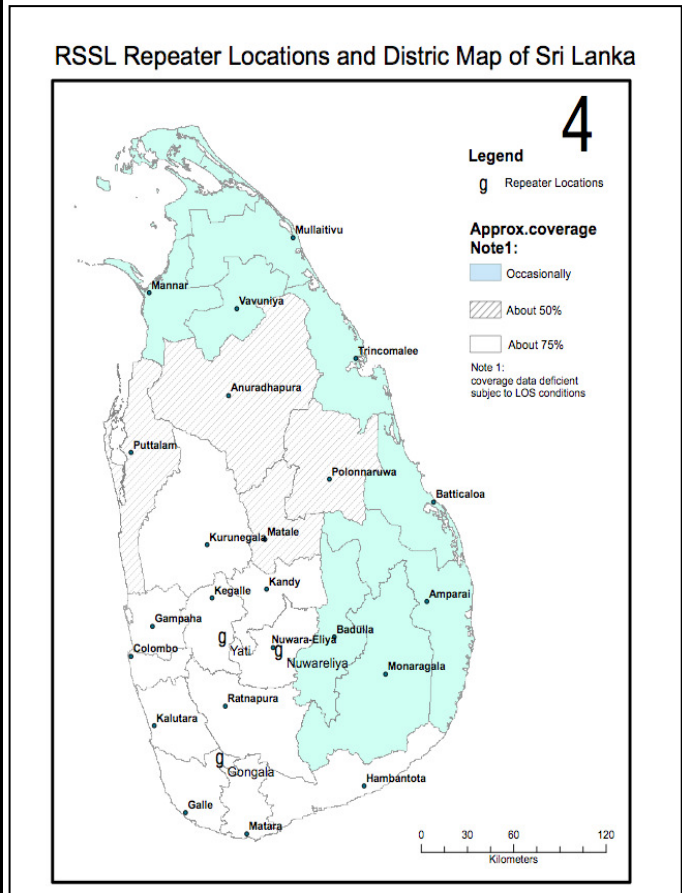 RSSL Repeater Locations and Distric Map of Sri Lanka
4
Legend
g Repeater Locations
Approx.coverage
Note1:
Occasionally
About 50%
About 75%
Note 1:
coverage data deficient
subjec to LOS conditions
Mullaitivu
Mannar
Vavuniya
Trincomalee
Anuradhapura
Puttalam
Polonnaruwa
Batticaloa
Kurunegala
Matale
Kandy
Kegalle
Amparai
Gampaha
g
Yati
Nuwara-Eliya
g
Nuwareliya
Badulla
Colombo
Monaragala
Ratnapura
Kalutara
g
Gongala
Hambantota
Galle
Matara
0 30 60 120
Kilometers